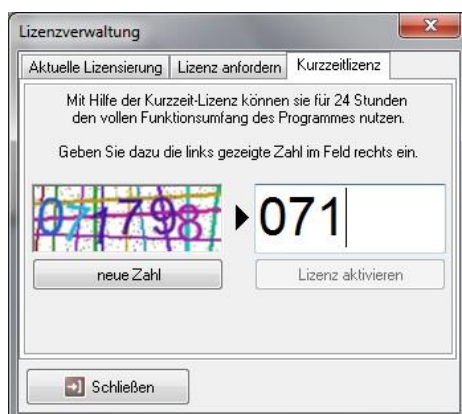 Lizenzverwaltung
Aktuelle Lizensierung
Lizenz anfordern
Kurzzeitlizenz
Mit Hilfe der Kurzzeit-Lizenz können sie für 24 Stunden
den vollen Funktionsumfang des Programmes nutzen.
Geben Sie dazu die links gezeigte Zahl im Feld rechts ein.
071798
071
neue Zahl
Lizenz aktivieren
Schließen